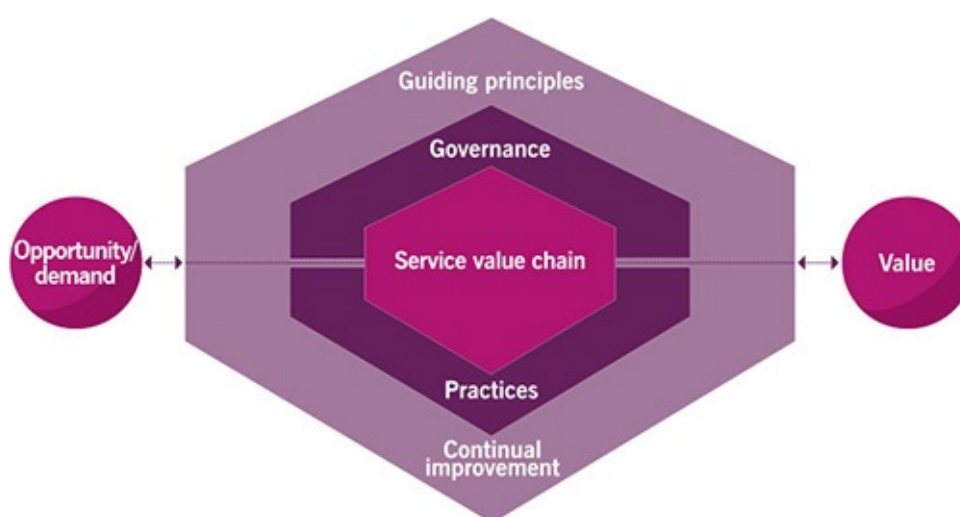 Guiding principles
Governance
Opportunity/
demand
Service value chain
Value
Practices
Continual
improvement